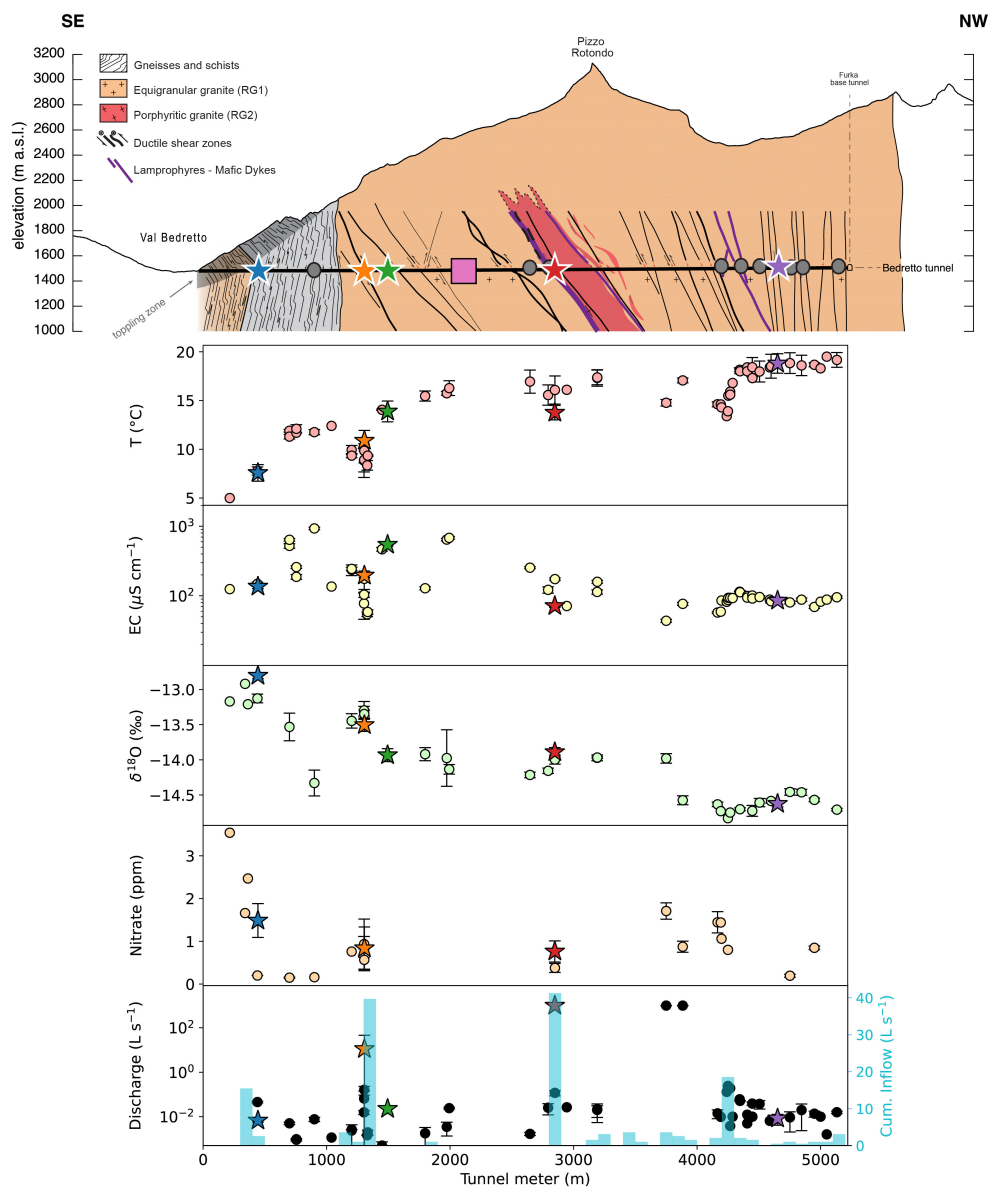 SE
NW
Pizzo
Rotondo
Furka
base tunnel
elevation (m a.s.l.)
3200
3000
2800
2600
2400
2200
2000
1800
1600
1400
1200
1000
Gneisses and schists
Equigranular granite (RG1)
Porphyritic granite (RG2)
Ductile shear zones
Lamprophyres - Mafic Dykes
Val Bedretto
toppling zone
Bedretto tunnel
T (°C)
20
15
10
5
EC (μS cm⁻¹)
10³
10²
δ¹⁸O (‰)
−13.0
−13.5
−14.0
−14.5
Nitrate (ppm)
3
2
1
0
Discharge (L s⁻¹)
10²
10⁰
10⁻²
40
30
20
10
0
Cum. Inflow (L s⁻¹)
0
1000
2000
3000
4000
5000
Tunnel meter (m)